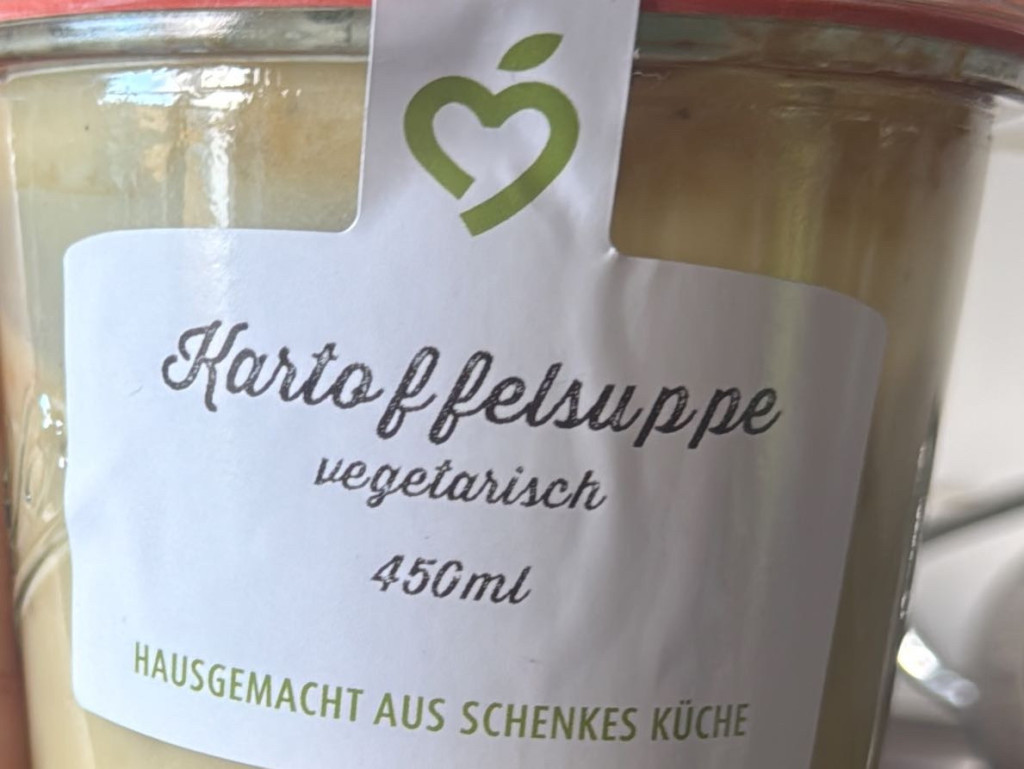 Kartoffelsuppe
vegetarisch
450ml
HAUSGEMACHT AUS SCHENKES KÜCHE